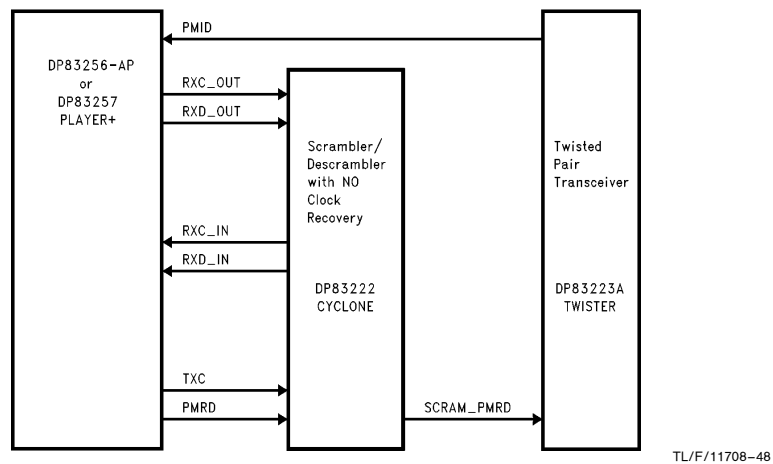 PMID
DP83256-AP
or
DP83257
PLAYER+
RXC_OUT
RXD_OUT
Scrambler/
Descrambler
with NO
Clock
Recovery
Twisted
Pair
Transceiver
RXC_IN
RXD_IN
DP83222
CYCLONE
DP83223A
TWISTER
TXC
PMRD
SCRAM_PMRD
TL/F/11708–48